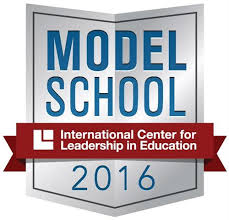 MODEL
SCHOOL
International Center for
Leadership in Education
2016